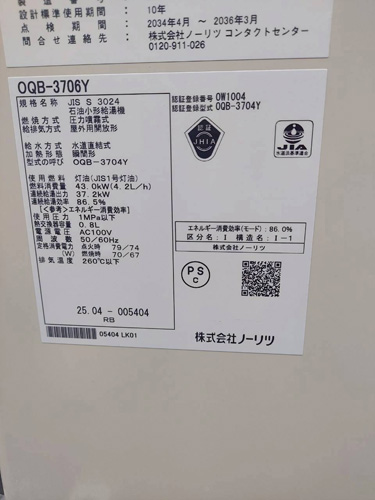 設計標準使用期間 10年
点検期間 2034年4月 ～ 2036年3月
問合せ連絡先 株式会社ノーリツ コンタクトセンター
0120-911-026
OQB-3706Y
規格名称 JIS S 3024
石油小形給湯機
燃焼方式 圧力噴霧式
給排気方式 屋外用開放形
給水方式 水道直結式
加熱形態 瞬間形
型式の呼び OQB-3704Y
使用燃料 灯油(JIS1号灯油)
燃料消費量 43.0kW(4.2L/h)
連続給湯出力 37.2kW
連続給湯効率 86.5%
[<参考>エネルギー消費効率]
使用圧力 1MPa以下
熱交換器容量 0.8L
電源電圧 AC100V
周波数 50/60Hz
定格消費電力 点火時 79/74
(W) 燃焼時 70/67
排気温度 260℃以下
25.04 - 005404
RB
05404 LK01
認証登録番号 OW1004
認証登録型式 OQB-3704Y
認証
JHIA
JIA
エネルギー消費効率(モード): 86.0%
区分名: I 構造名: I-1
株式会社ノーリツ
PS
C
株式会社ノーリツ